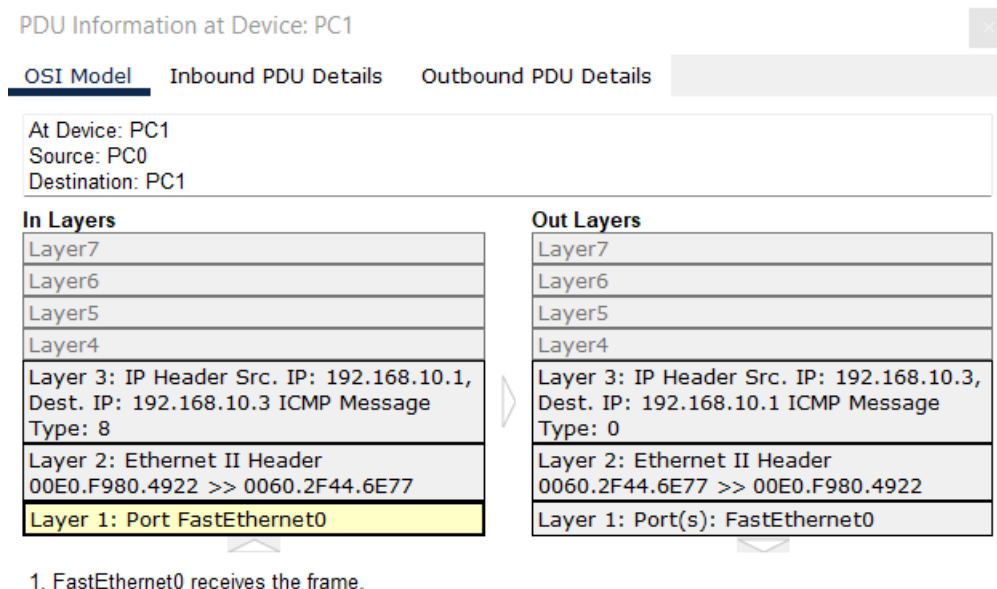 PDU Information at Device: PC1
OSI Model Inbound PDU Details Outbound PDU Details
At Device: PC1
Source: PC0
Destination: PC1
In Layers
Layer7
Layer6
Layer5
Layer4
Layer 3: IP Header Src. IP: 192.168.10.1,
Dest. IP: 192.168.10.3 ICMP Message
Type: 8
Layer 2: Ethernet II Header
00E0.F980.4922 >> 0060.2F44.6E77
Layer 1: Port FastEthernet0
Out Layers
Layer7
Layer6
Layer5
Layer4
Layer 3: IP Header Src. IP: 192.168.10.3,
Dest. IP: 192.168.10.1 ICMP Message
Type: 0
Layer 2: Ethernet II Header
0060.2F44.6E77 >> 00E0.F980.4922
Layer 1: Port(s): FastEthernet0
1. FastEthernet0 receives the frame.